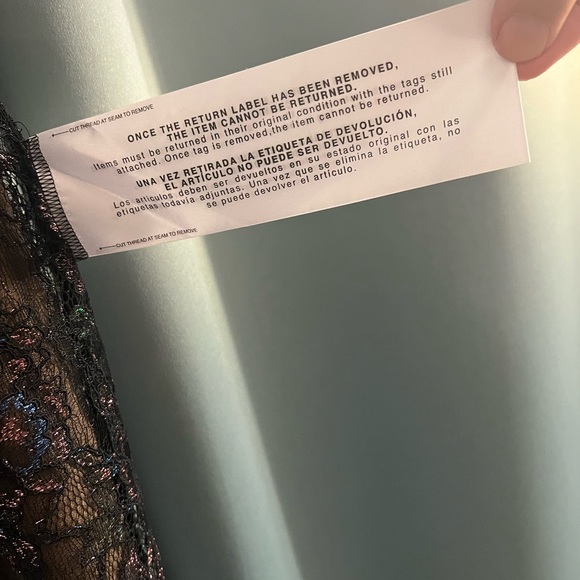 CUT THREAD AT SEAM TO REMOVE
ONCE THE RETURN LABEL HAS BEEN REMOVED,
THE ITEM CANNOT BE RETURNED.
Items must be returned in their original condition with the tags still
attached. Once tag is removed.the item cannot be returned.
UNA VEZ RETIRADA LA ETIQUETA DE DEVOLUCIÓN,
EL ARTÍCULO NO PUEDE SER DEVUELTO.
Los artículos deben ser devueltos en su estado original con las
etiquetas todavía adjuntas. Una vez que se elimina la etiqueta, no
se puede devolver el artículo.
CUT THREAD AT SEAM TO REMOVE